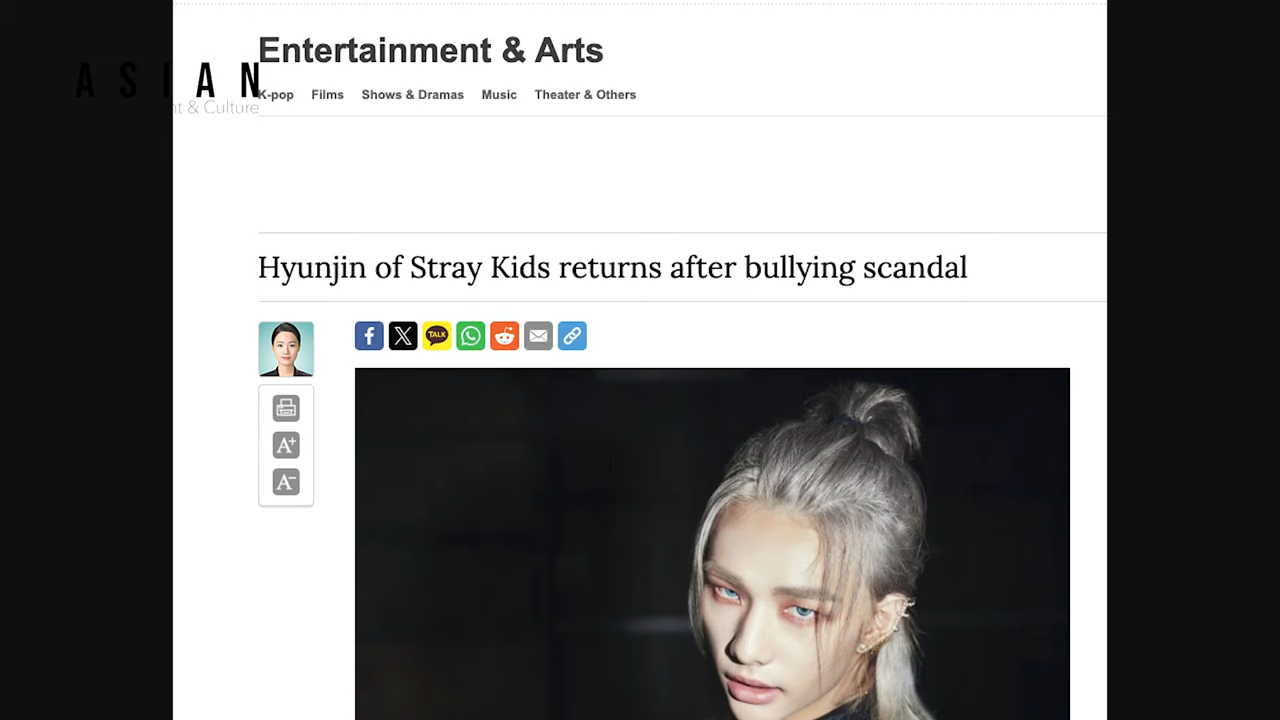 Entertainment & Arts
ASIAN
K-pop Films Shows & Dramas Music Theater & Others
& Culture
Hyunjin of Stray Kids returns after bullying scandal
TALK
A+
A-